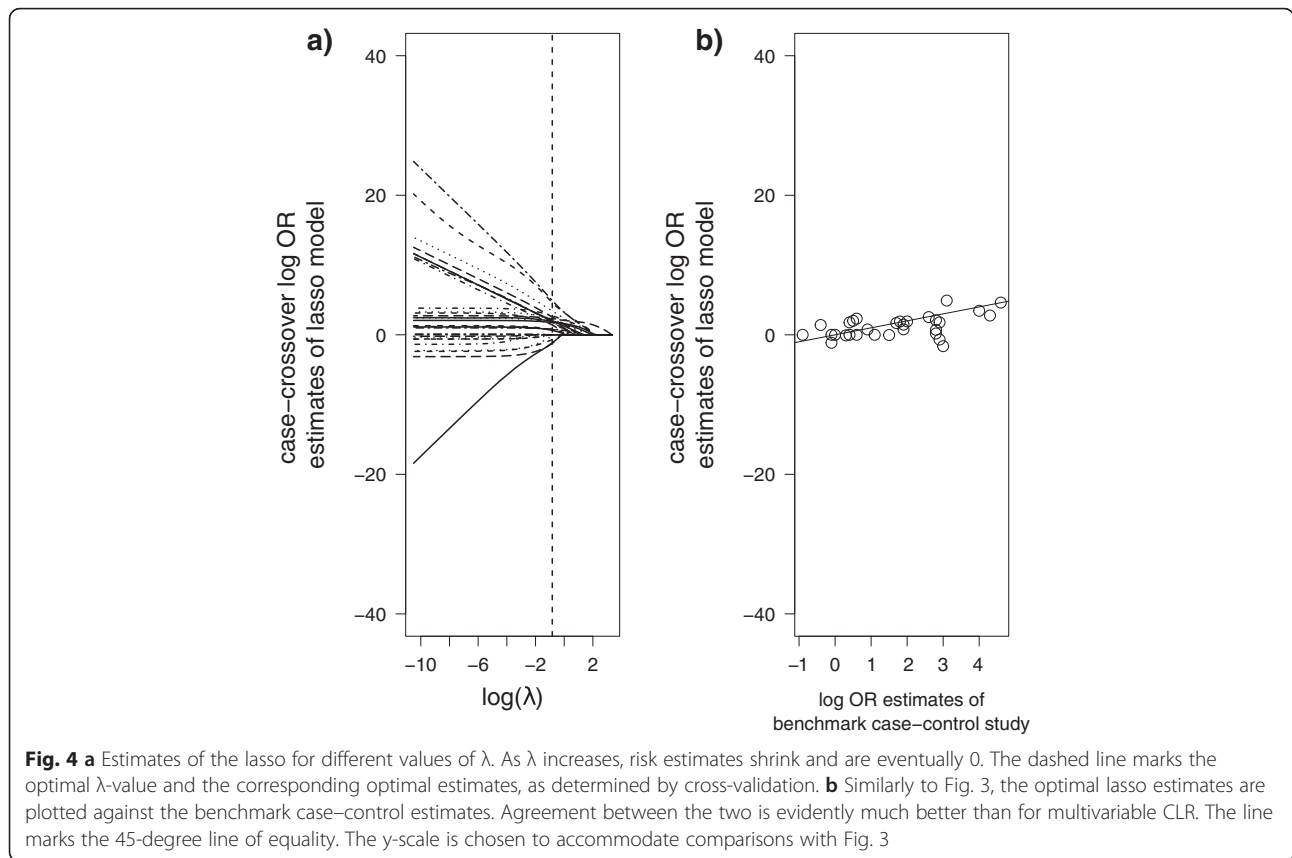 a)
40
20
0
−20
−40
case−crossover log OR
estimates of lasso model
−10
−6
−2
2
log(λ)
b)
40
20
0
−20
−40
case−crossover log OR
estimates of lasso model
−1
0
1
2
3
4
log OR estimates of
benchmark case−control study
Fig. 4 a Estimates of the lasso for different values of λ. As λ increases, risk estimates shrink and are eventually 0. The dashed line marks the
optimal λ-value and the corresponding optimal estimates, as determined by cross-validation. b Similarly to Fig. 3, the optimal lasso estimates are
plotted against the benchmark case–control estimates. Agreement between the two is evidently much better than for multivariable CLR. The line
marks the 45-degree line of equality. The y-scale is chosen to accommodate comparisons with Fig. 3